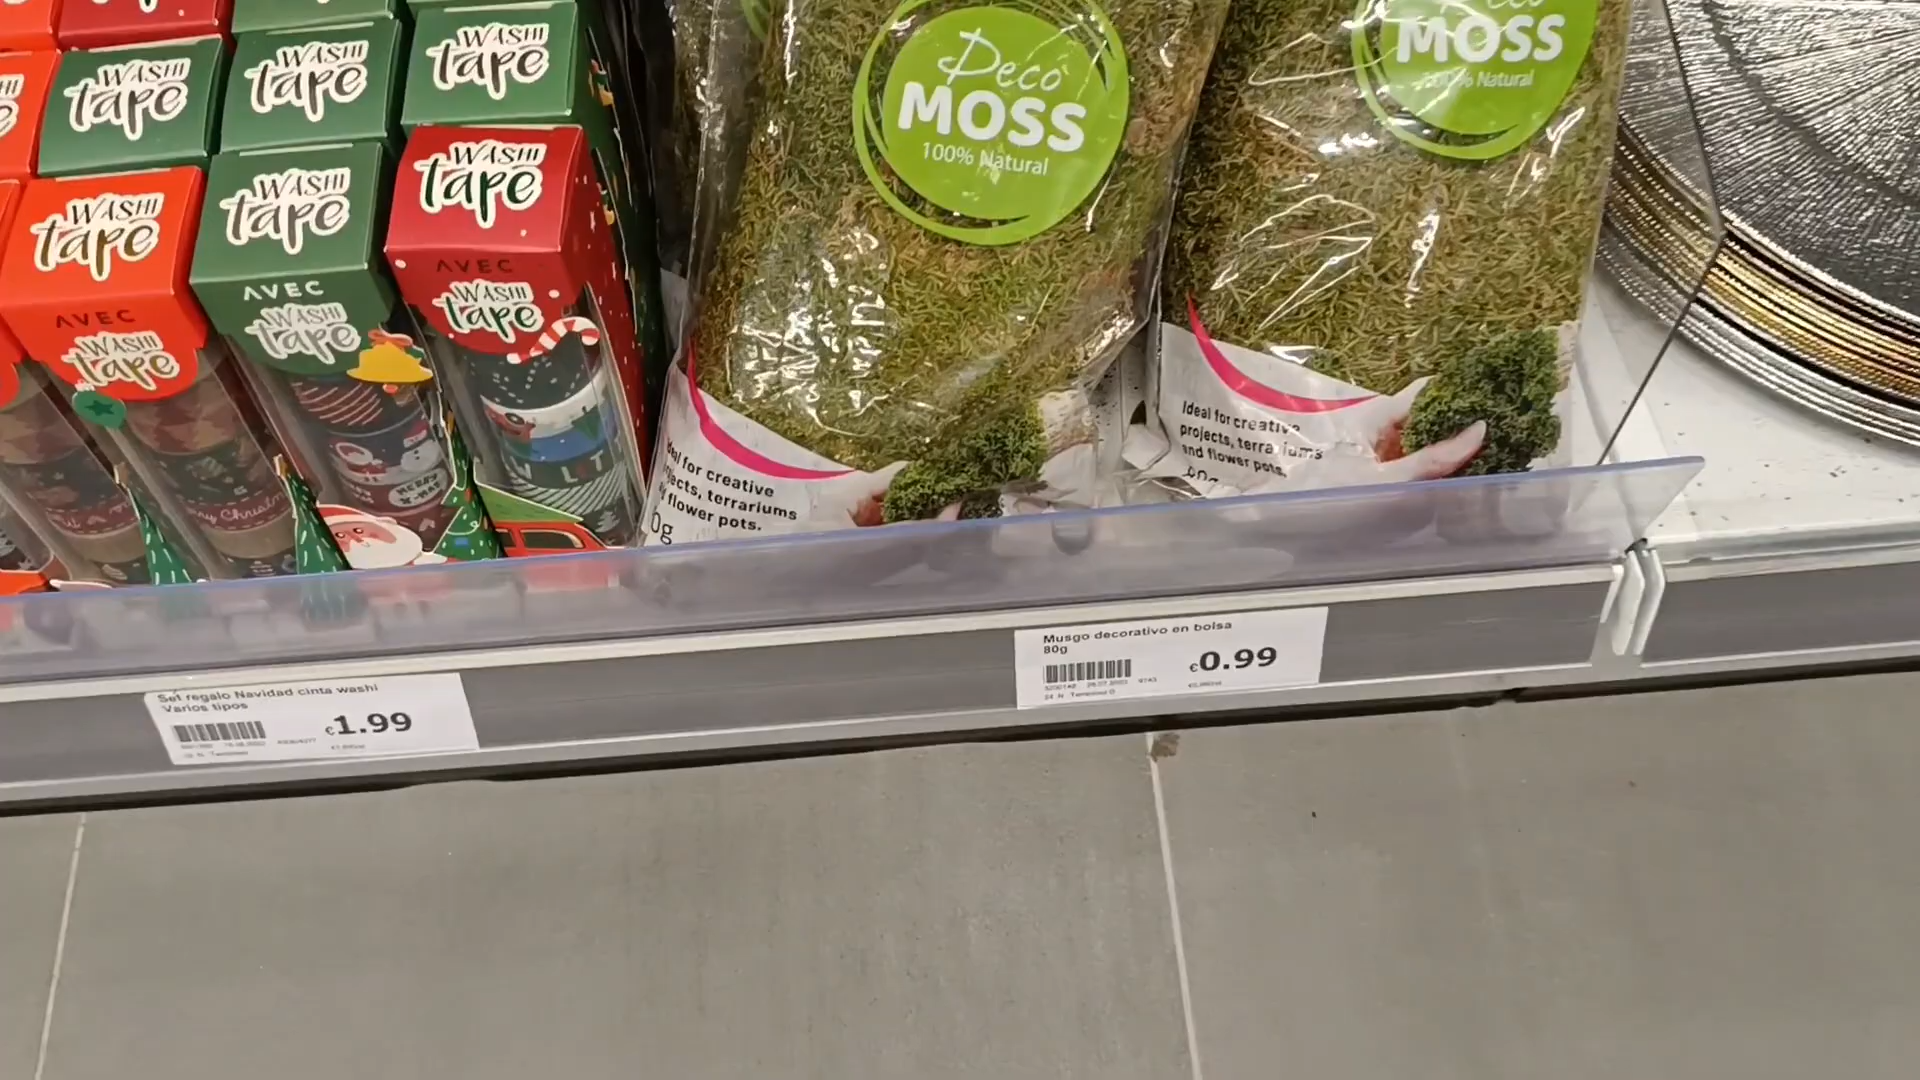 WASHI
tape
WASHI
tape
WASHI
tape
WASHI
tape
AVEC
WASHI
tape
WASHI
tape
AVEC
WASHI
tape
WASHI
tape
AVEC
WASHI
tape
MERRY
X-MAS
Deco
MOSS
100% Natural
for creative
projects, terrariums
flower pots.
MOSS
100% Natural
Ideal for creative
projects, terrariums
and flower pots.
Set regalo Navidad cinta washi
Varios tipos
€1.99
Musgo decorativo en bolsa
80g
€0.99